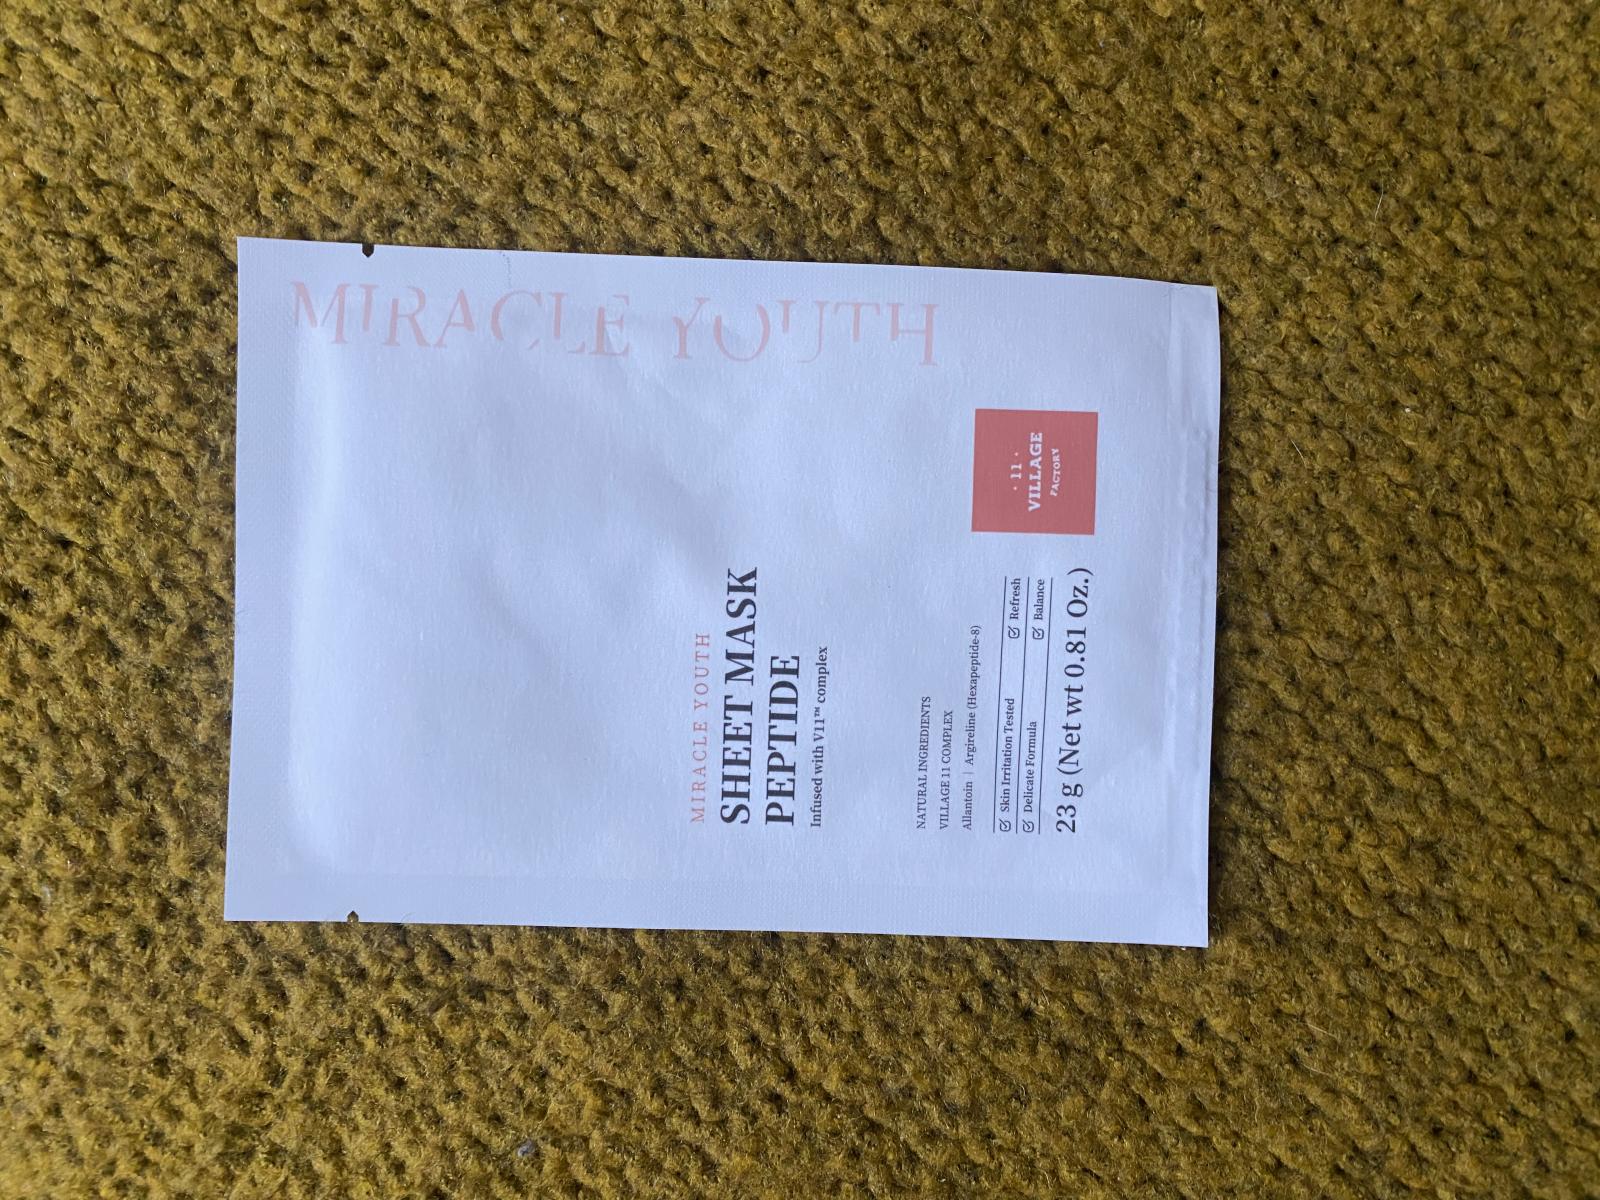 MIRACLE YOUTH
MIRACLE YOUTH
SHEET MASK
PEPTIDE
Infused with V11™ complex
NATURAL INGREDIENTS
VILLAGE 11 COMPLEX
Allantoin | Argireline (Hexapeptide-8)
☑ Skin Irritation Tested ☑ Refresh
☑ Delicate Formula ☑ Balance
23 g (Net wt 0.81 Oz.)
· 11 ·
VILLAGE
FACTORY